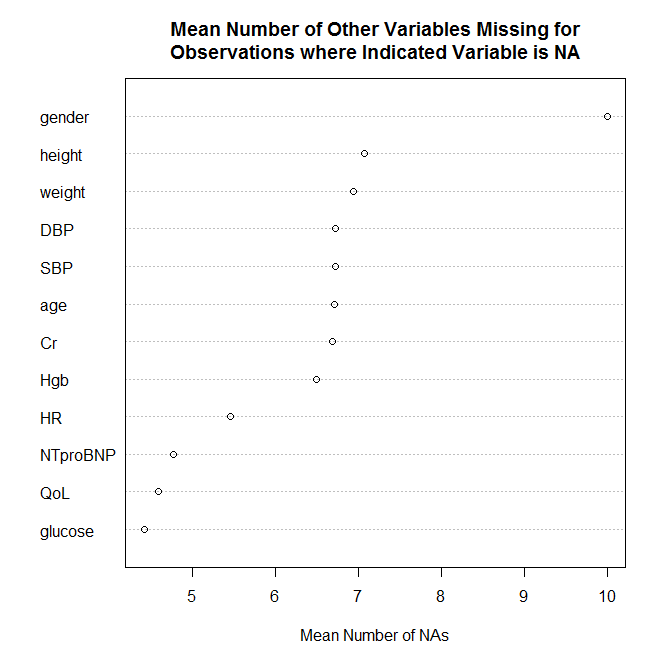 Mean Number of Other Variables Missing for
Observations where Indicated Variable is NA
gender
height
weight
DBP
SBP
age
Cr
Hgb
HR
NTproBNP
QoL
glucose
5 6 7 8 9 10
Mean Number of NAs